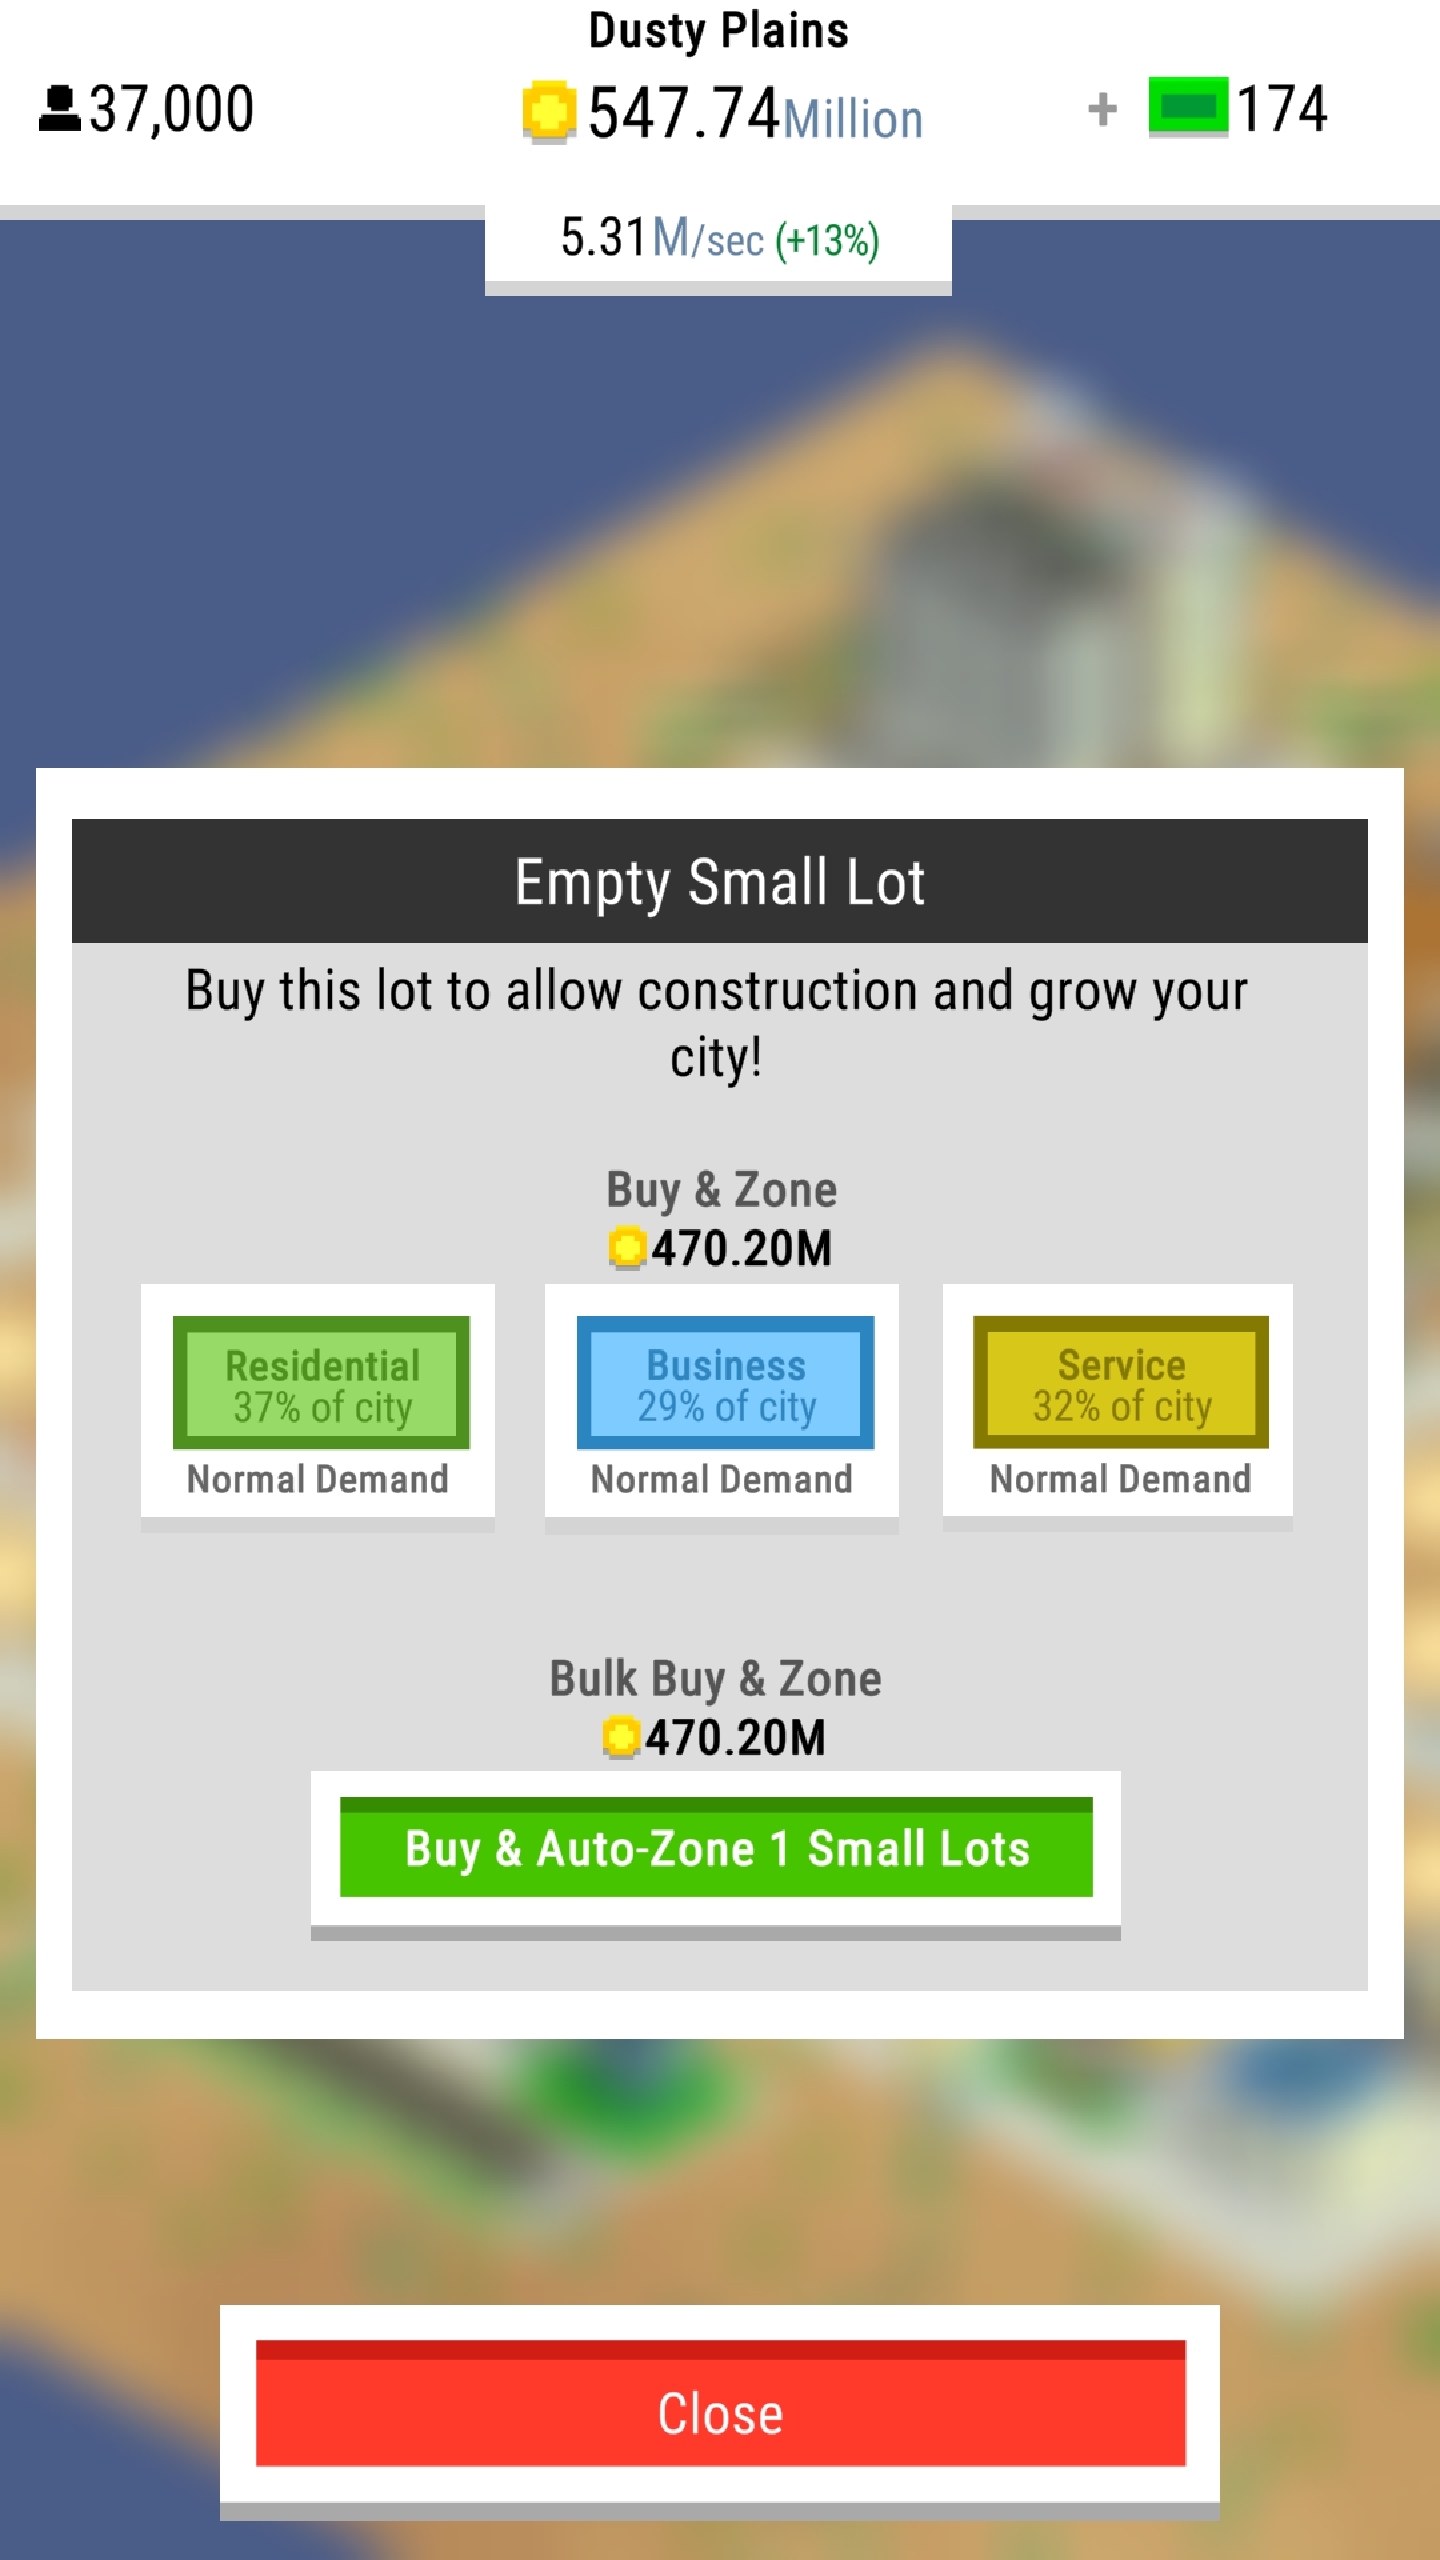 Dusty Plains
37,000
547.74Million
+ 174
5.31M/sec (+13%)
Empty Small Lot
Buy this lot to allow construction and grow your
city!
Buy & Zone
470.20M
Residential
37% of city
Normal Demand
Business
29% of city
Normal Demand
Service
32% of city
Normal Demand
Bulk Buy & Zone
470.20M
Buy & Auto-Zone 1 Small Lots
Close